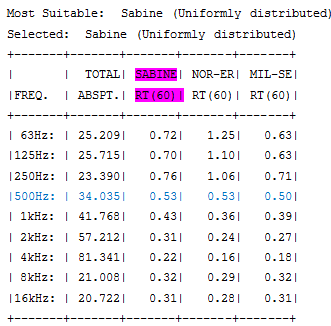 Most Suitable:  Sabine (Uniformly distributed)
Selected:  Sabine (Uniformly distributed)
+-------+-------+-------+-------+-------+
|       |  TOTAL| SABINE| NOR-ER| MIL-SE|
|FREQ.  | ABSPT.| RT(60)| RT(60)| RT(60)|
+-------+-------+-------+-------+-------+
|  63Hz: | 25.209|   0.72|   1.25|   0.63|
| 125Hz: | 25.715|   0.70|   1.10|   0.63|
| 250Hz: | 23.390|   0.76|   1.06|   0.71|
|500Hz: | 34.035|   0.53|   0.53|   0.50|
|  1kHz: | 41.768|   0.43|   0.36|   0.39|
|  2kHz: | 57.212|   0.31|   0.24|   0.27|
|  4kHz: | 81.341|   0.22|   0.16|   0.18|
|  8kHz: | 21.008|   0.32|   0.29|   0.32|
| 16kHz: | 20.722|   0.31|   0.28|   0.31|
+-------+-------+-------+-------+-------+